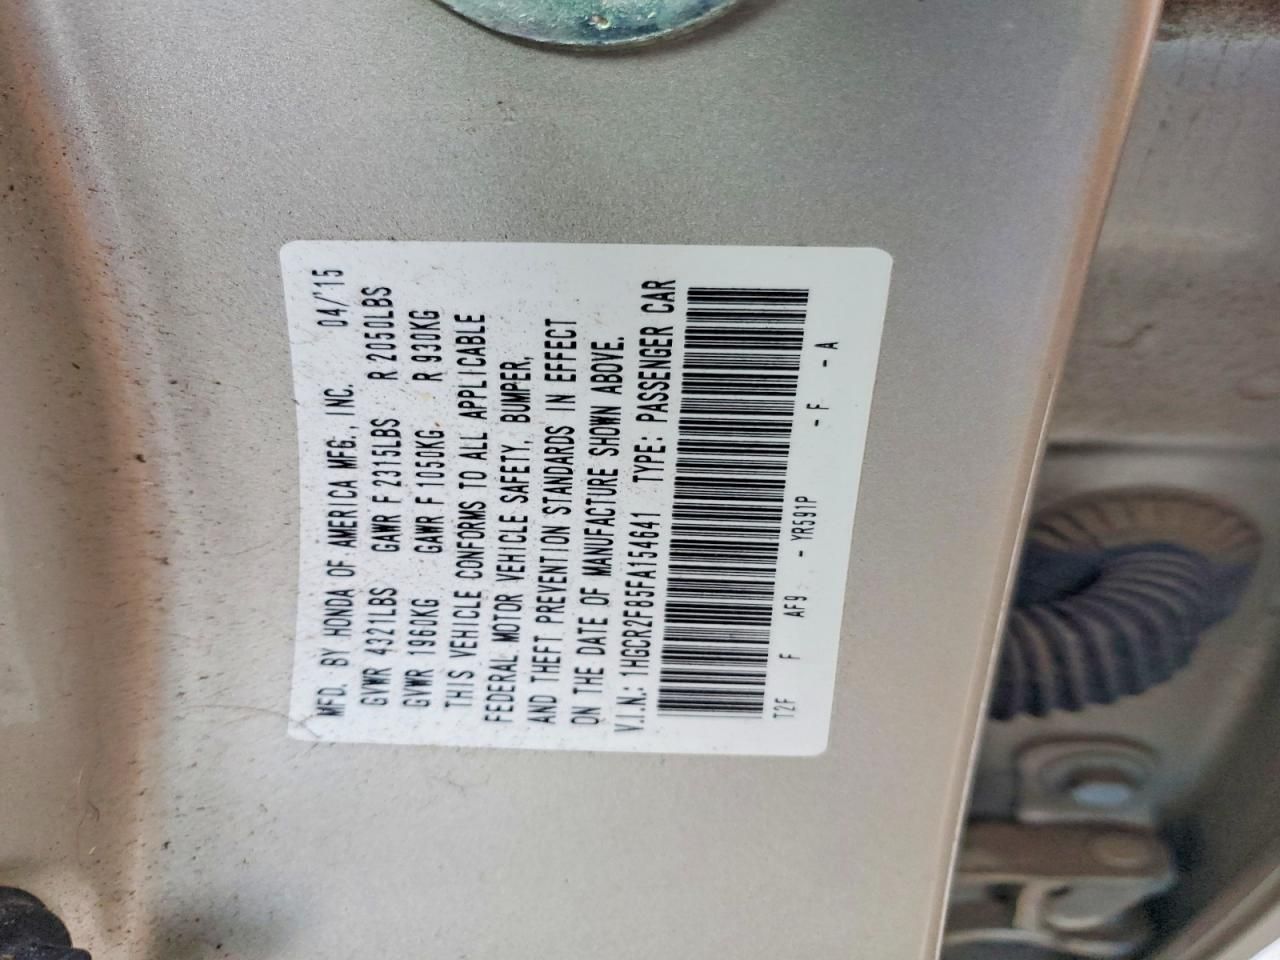 MFD. BY HONDA OF AMERICA MFG., INC. 04/'15
GVWR 4321LBS GAWR F 2315LBS R 2050LBS
GVWR 1960KG GAWR F 1050KG R 930KG
THIS VEHICLE CONFORMS TO ALL APPLICABLE
FEDERAL MOTOR VEHICLE SAFETY, BUMPER,
AND THEFT PREVENTION STANDARDS IN EFFECT
ON THE DATE OF MANUFACTURE SHOWN ABOVE.
V.I.N.: 1HGCR2F85FA154641 TYPE: PASSENGER CAR
T2F F AF9 - YR591P - F - A